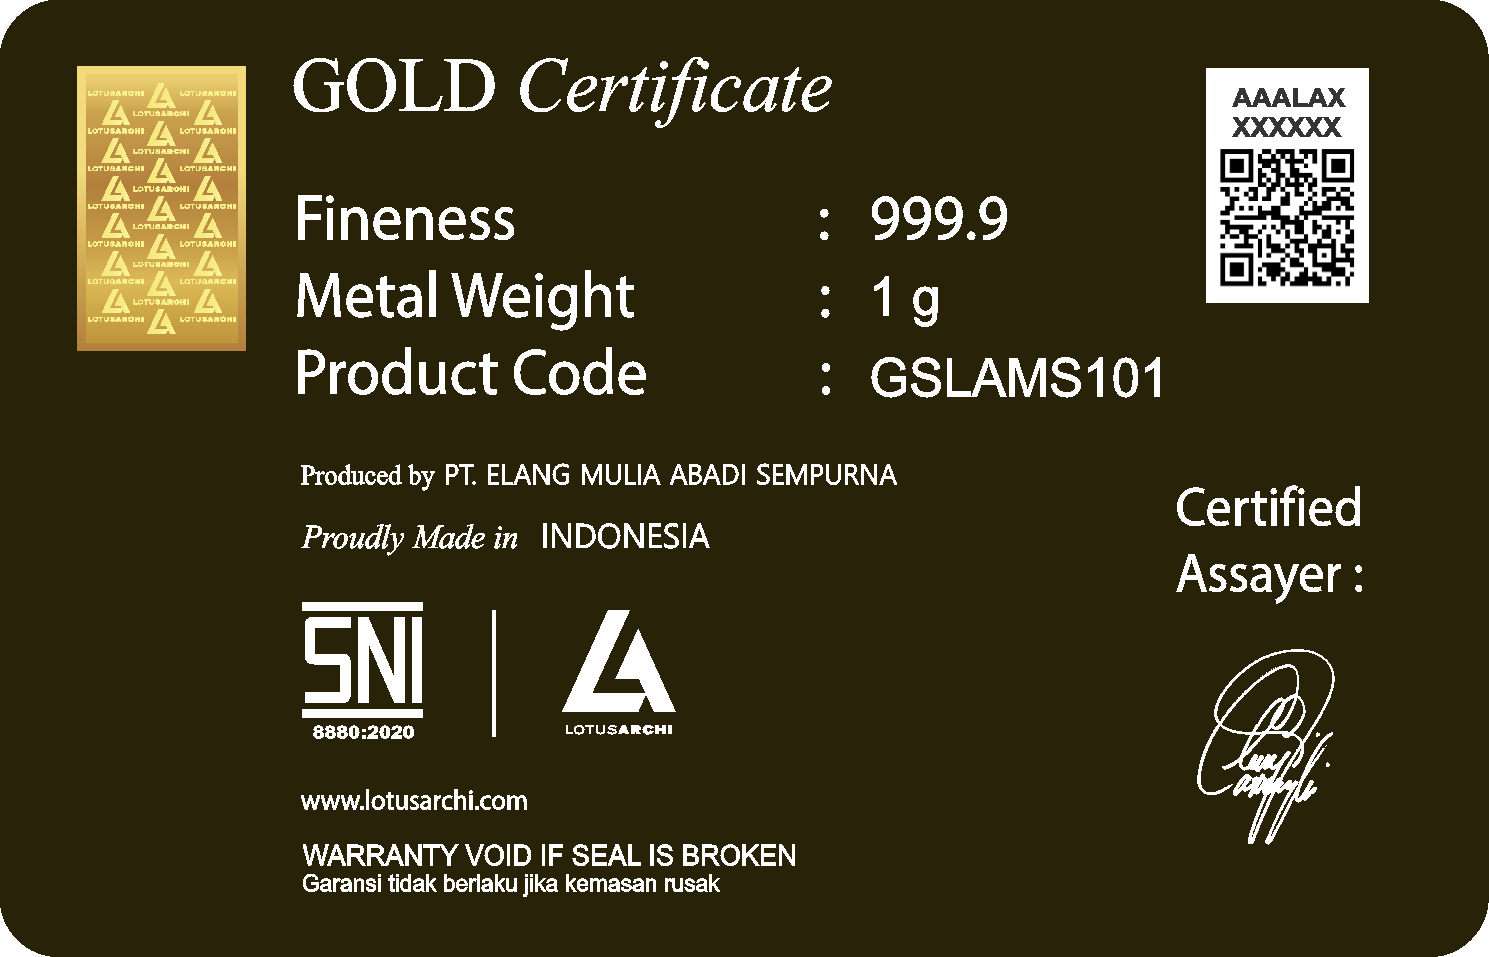 GOLD Certificate
AAALAX
XXXXXX
Fineness : 999.9
Metal Weight : 1 g
Product Code : GSLAMS101
Produced by PT. ELANG MULIA ABADI SEMPURNA
Proudly Made in INDONESIA
Certified
Assayer :
SNI
8880:2020
LA
LOTUSARCHI
www.lotusarchi.com
WARRANTY VOID IF SEAL IS BROKEN
Garansi tidak berlaku jika kemasan rusak